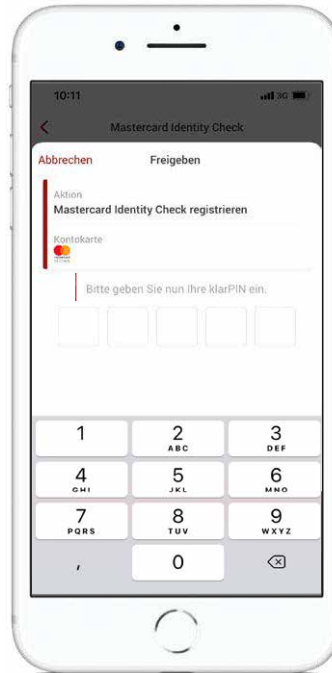 10:11
3G
Mastercard Identity Check
Abbrechen Freigeben
Aktion
Mastercard Identity Check registrieren
Kontokarte
Bitte geben Sie nun Ihre klarPIN ein.
1 2 3
ABC DEF
4 5 6
GHI JKL MNO
7 8 9
PQRS TUV WXYZ
, 0